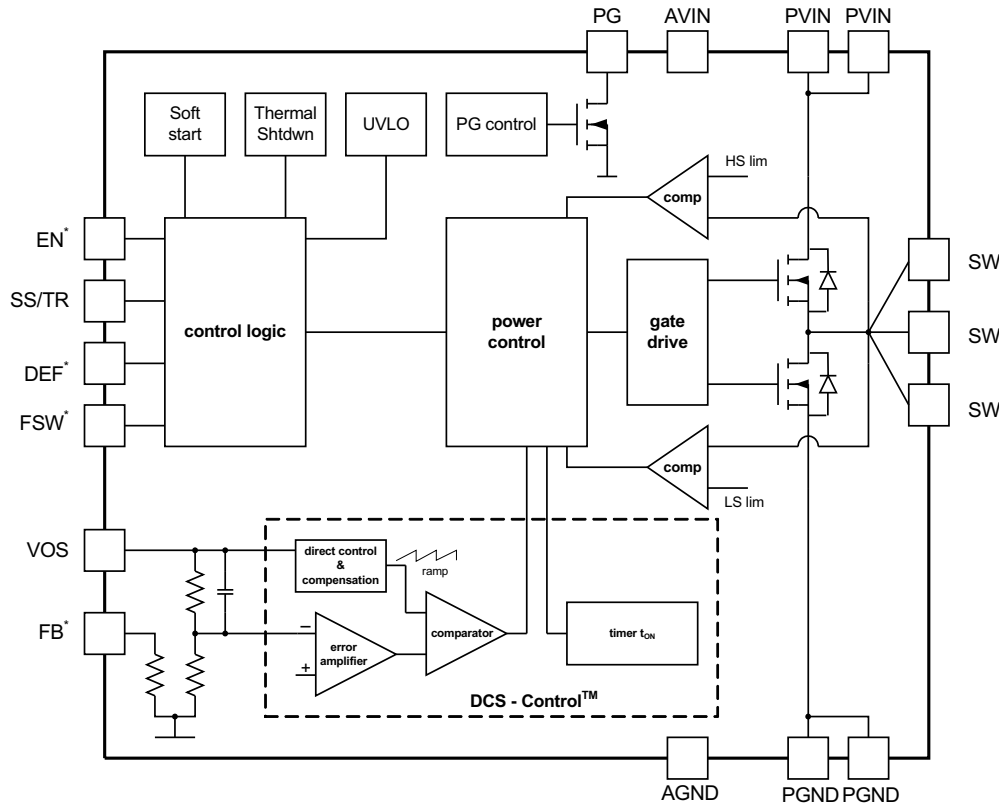 PG
AVIN
PVIN
PVIN
Soft
start
Thermal
Shtdwn
UVLO
PG control
HS lim
comp
EN*
SS/TR
DEF*
FSW*
control logic
power
control
gate
drive
SW
SW
SW
comp
LS lim
VOS
direct control
&
compensation
ramp
FB*
–
+
error
amplifier
comparator
timer tON
DCS - Control™
AGND
PGND
PGND